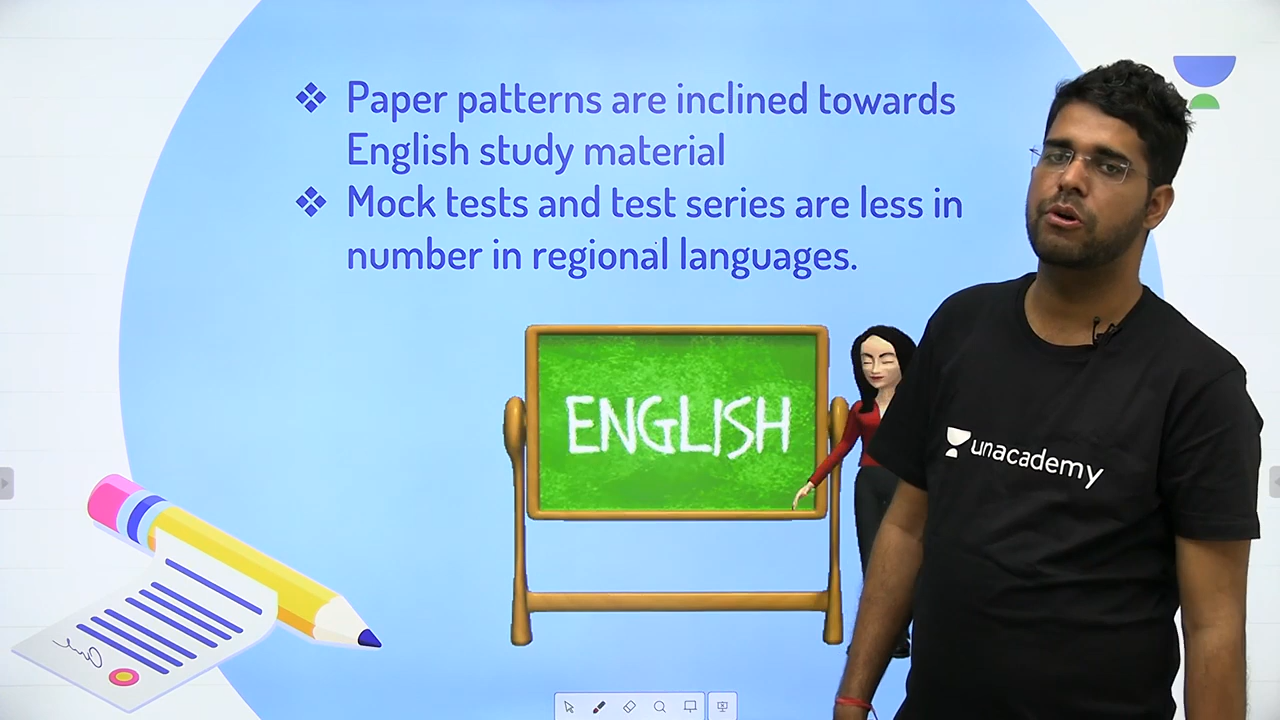 ❖ Paper patterns are inclined towards
English study material
❖ Mock tests and test series are less in
number in regional languages.
ENGLISH
unacademy